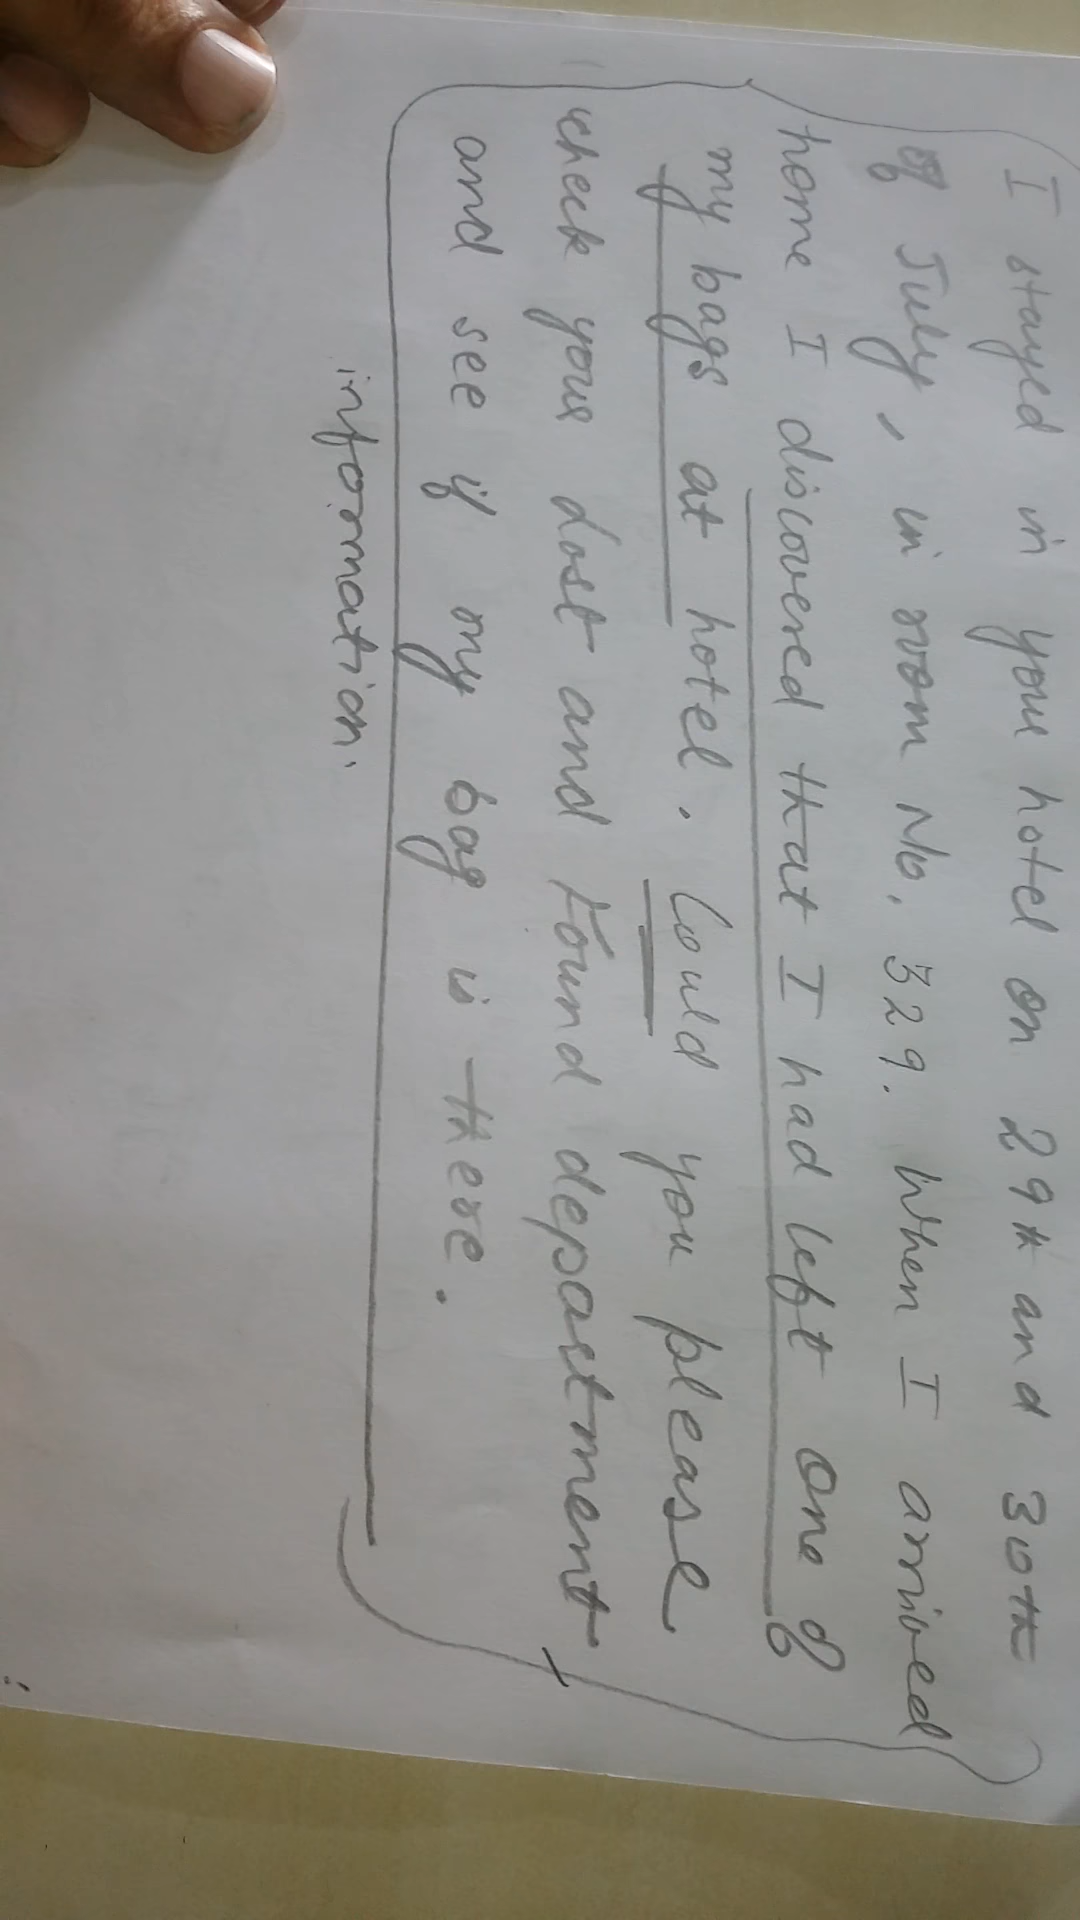 I stayed in your hotel on 29th and 30th
of July, in room No. 329. When I arrived
home I discovered that I had left one of
my bags at hotel. Could you please
check your Lost and Found department
and see if my bag is there.
information.